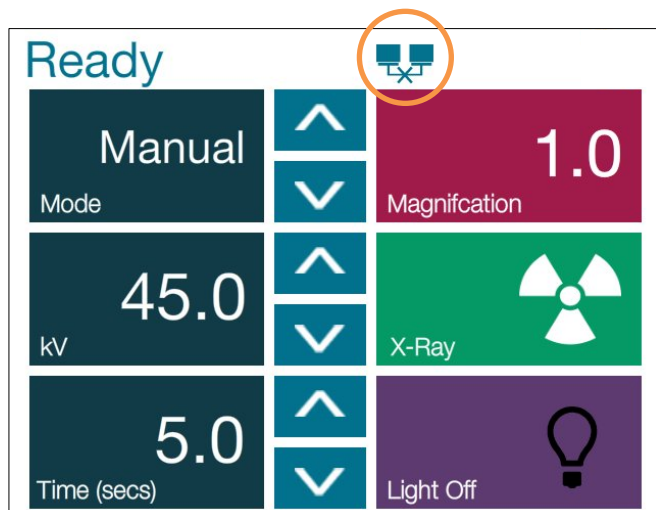 Ready
Manual
Mode
1.0
Magnifcation
45.0
kV
X-Ray
5.0
Time (secs)
Light Off